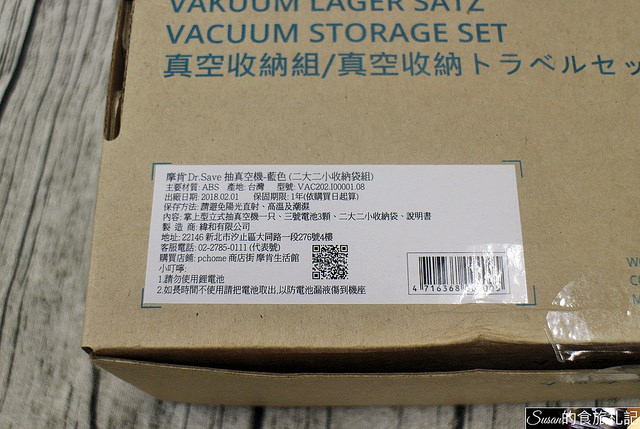 VAKUUM LAGER SATZ
VACUUM STORAGE SET
真空收納組/真空收納トラベルセッ
摩肯 Dr.Save 抽真空機-藍色 (二大二小收納袋組)
主要材質: ABS 產地: 台灣 型號: VAC202.I00001.08
出廠日期: 2018.02.01 保固期限: 1年(依購買日起算)
保存方法: 請避免陽光直射、高溫及潮濕
內容: 掌上型立式抽真空機一只、三號電池3顆、二大二小收納袋、說明書
製 造 商: 緯和有限公司
地址: 22146 新北市汐止區大同路一段276號4樓
客服電話: 02-2785-0111 (代表號)
購買店鋪: pchome 商店街 摩肯生活館
小叮嚀:
1.請勿使用鋰電池
2.如長時間不使用請把電池取出,以防電池漏液傷到機座
4 716368
Susan的食旅札記